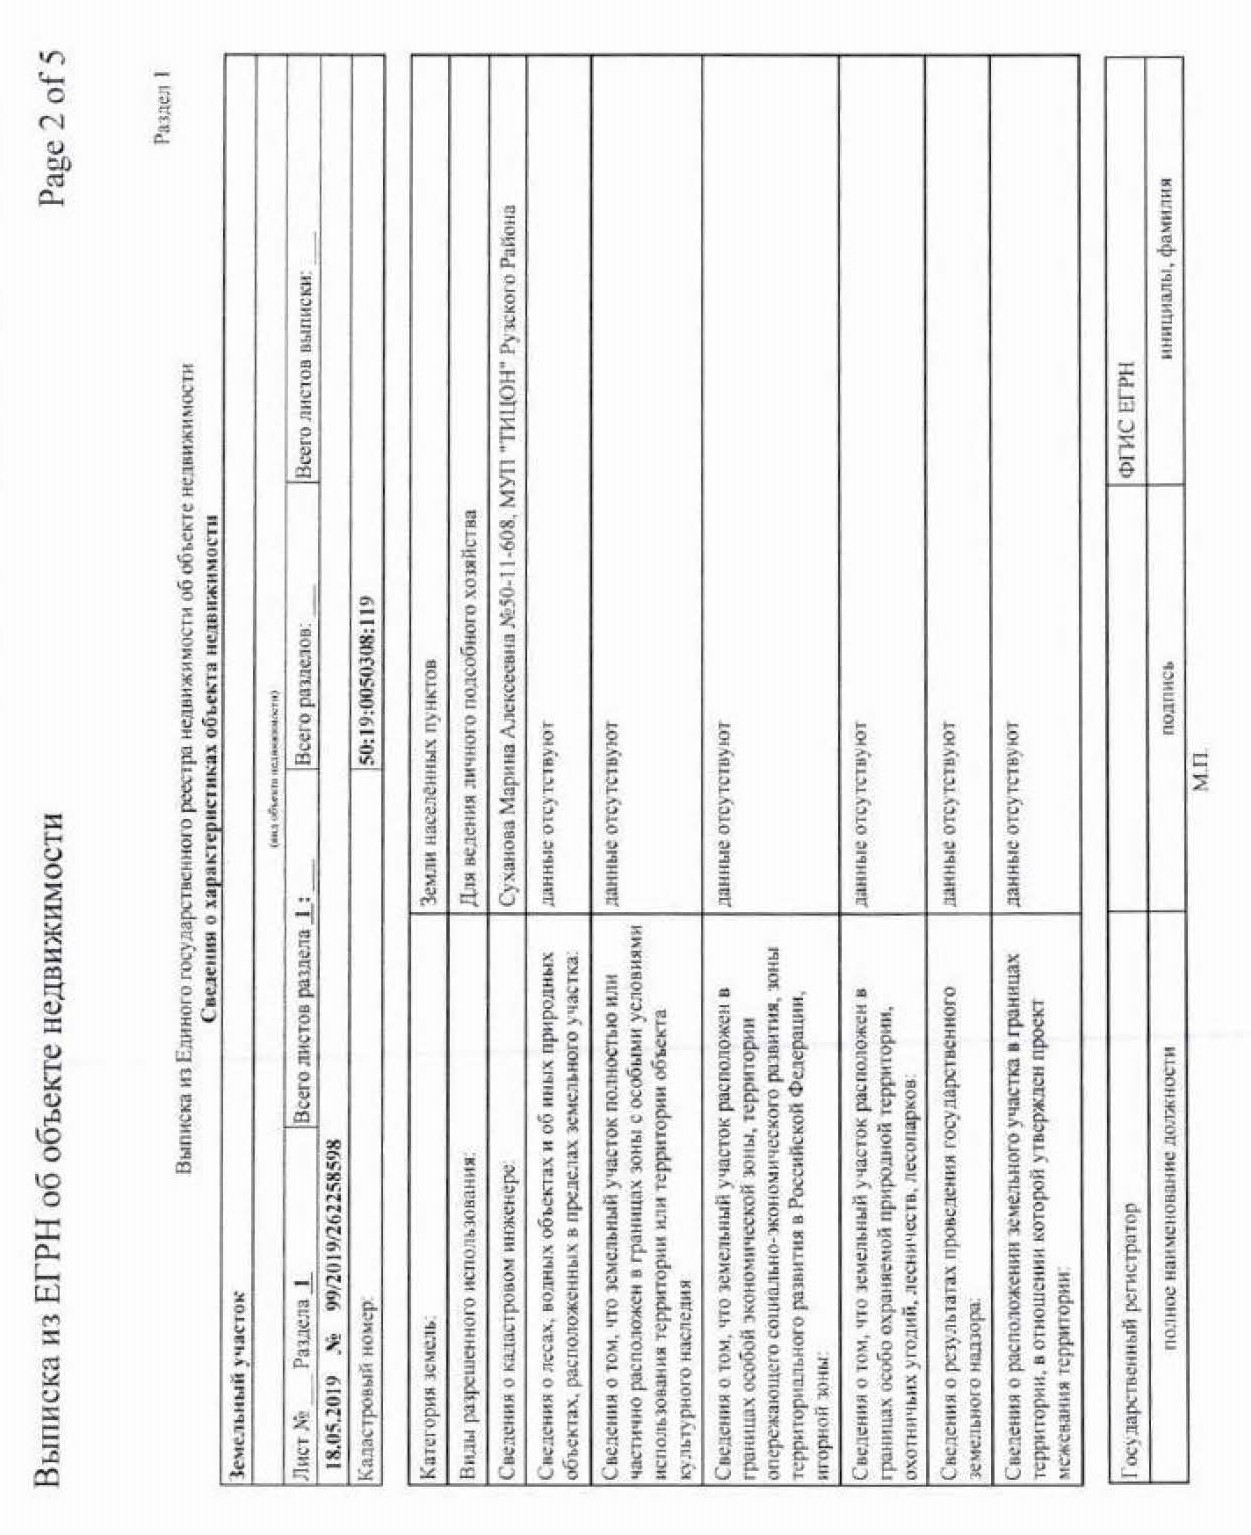 Выписка из ЕГРН об объекте недвижимости
Page 2 of 5
Раздел 1
Выписка из Единого государственного реестра недвижимости об объекте недвижимости
Сведения о характеристиках объекта недвижимости
Земельный участок
(вид объекта недвижимости)
Лист № ___ Раздела 1
Всего листов раздела 1 : ___
Всего разделов: ___
Всего листов выписки: ___
18.05.2019 № 99/2019/262258598
Кадастровый номер:
50:19:0050308:119
Категория земель:
Земли населённых пунктов
Виды разрешенного использования:
Для ведения личного подсобного хозяйства
Сведения о кадастровом инженере:
Суханова Марина Алексеевна №50-11-608, МУП "ТИЦОН" Рузского Района
Сведения о лесах, водных объектах и об иных природных
объектах, расположенных в пределах земельного участка:
данные отсутствуют
Сведения о том, что земельный участок полностью или
частично расположен в границах зоны с особыми условиями
использования территории или территории объекта
культурного наследия
данные отсутствуют
Сведения о том, что земельный участок расположен в
границах особой экономической зоны, территории
опережающего социально-экономического развития, зоны
территориального развития в Российской Федерации,
игорной зоны:
данные отсутствуют
Сведения о том, что земельный участок расположен в
границах особо охраняемой природной территории,
охотничьих угодий, лесничеств, лесопарков:
данные отсутствуют
Сведения о результатах проведения государственного
земельного надзора:
данные отсутствуют
Сведения о расположении земельного участка в границах
территории, в отношении которой утвержден проект
межевания территории:
данные отсутствуют
Государственный регистратор
ФГИС ЕГРН
полное наименование должности
подпись
инициалы, фамилия
М.П.